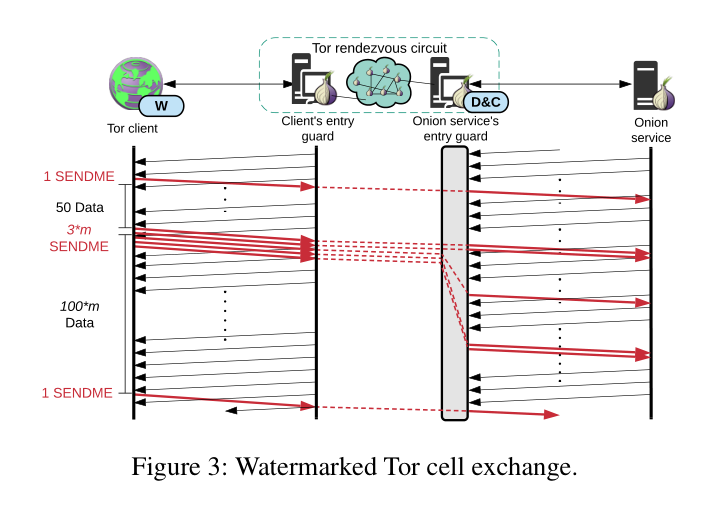 Tor rendezvous circuit
W
D&C
Tor client
Client's entry
guard
Onion service's
entry guard
Onion
service
1 SENDME
50 Data
3*m
SENDME
100*m
Data
1 SENDME
Figure 3: Watermarked Tor cell exchange.